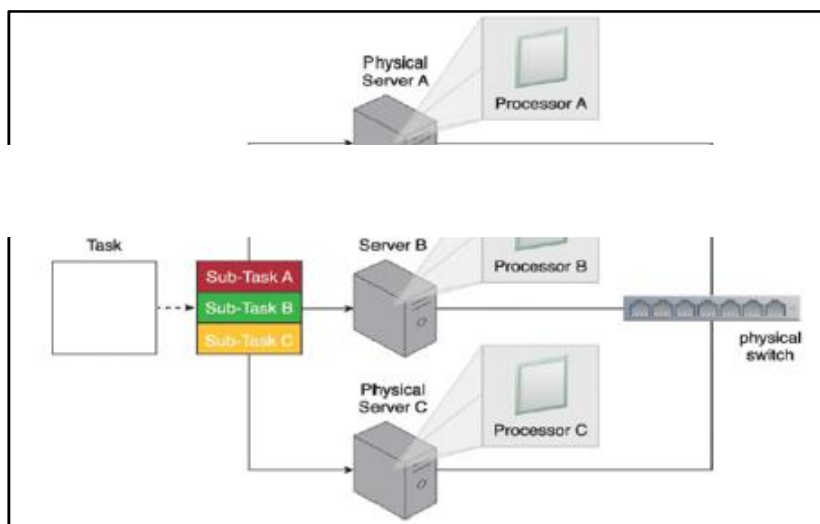 Physical
Server A
Processor A
Task
Server B
Processor B
Sub-Task A
Sub-Task B
Sub-Task C
physical
switch
Physical
Server C
Processor C